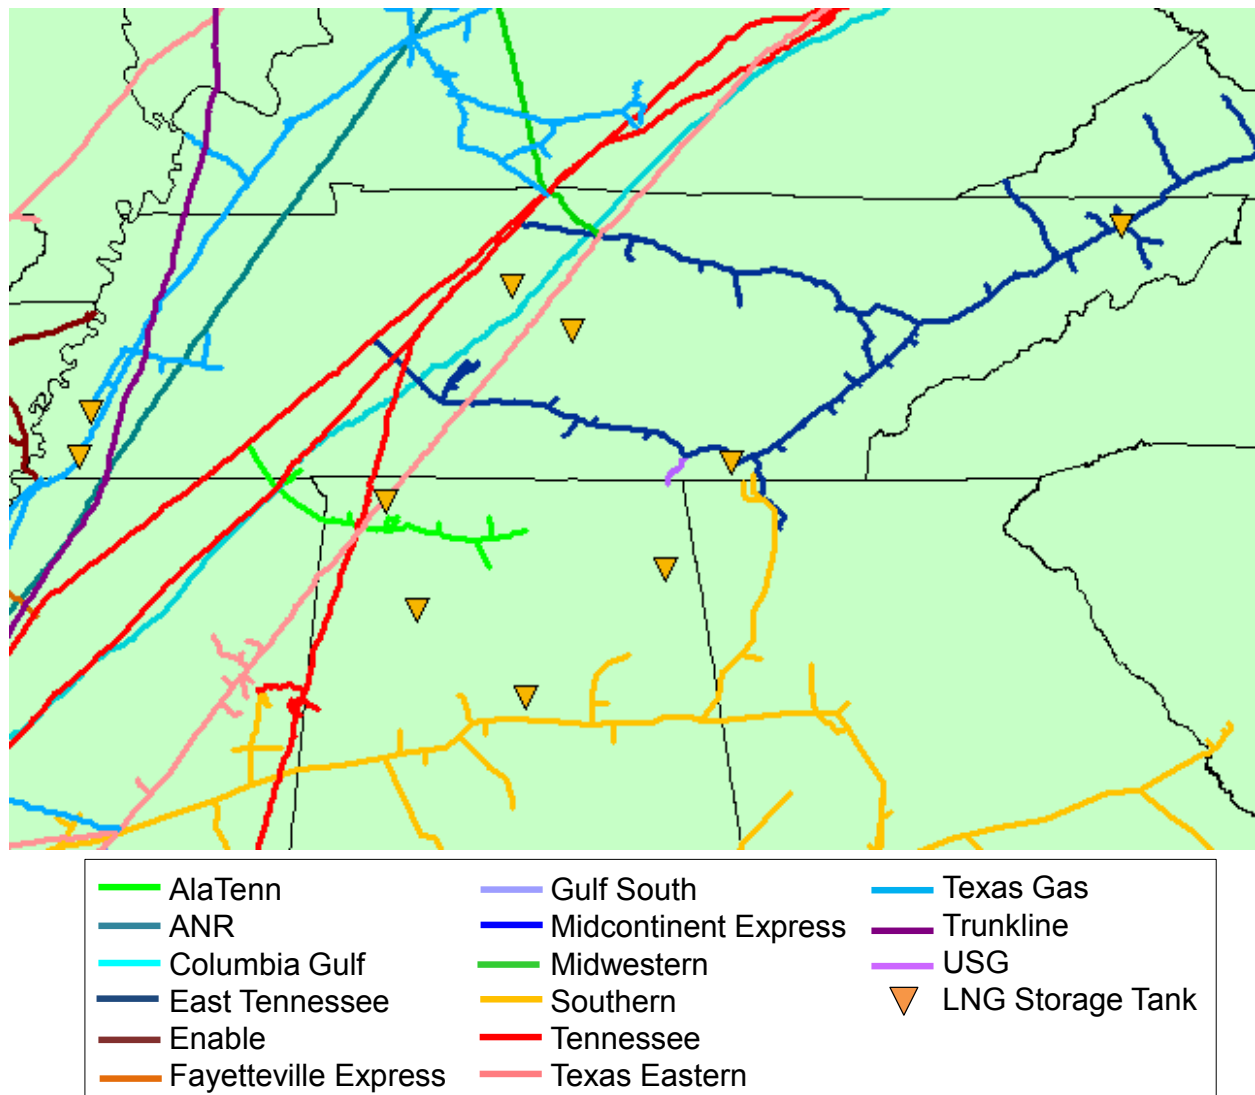 AlaTenn
ANR
Columbia Gulf
East Tennessee
Enable
Fayetteville Express
Gulf South
Midcontinent Express
Midwestern
Southern
Tennessee
Texas Eastern
Texas Gas
Trunkline
USG
LNG Storage Tank